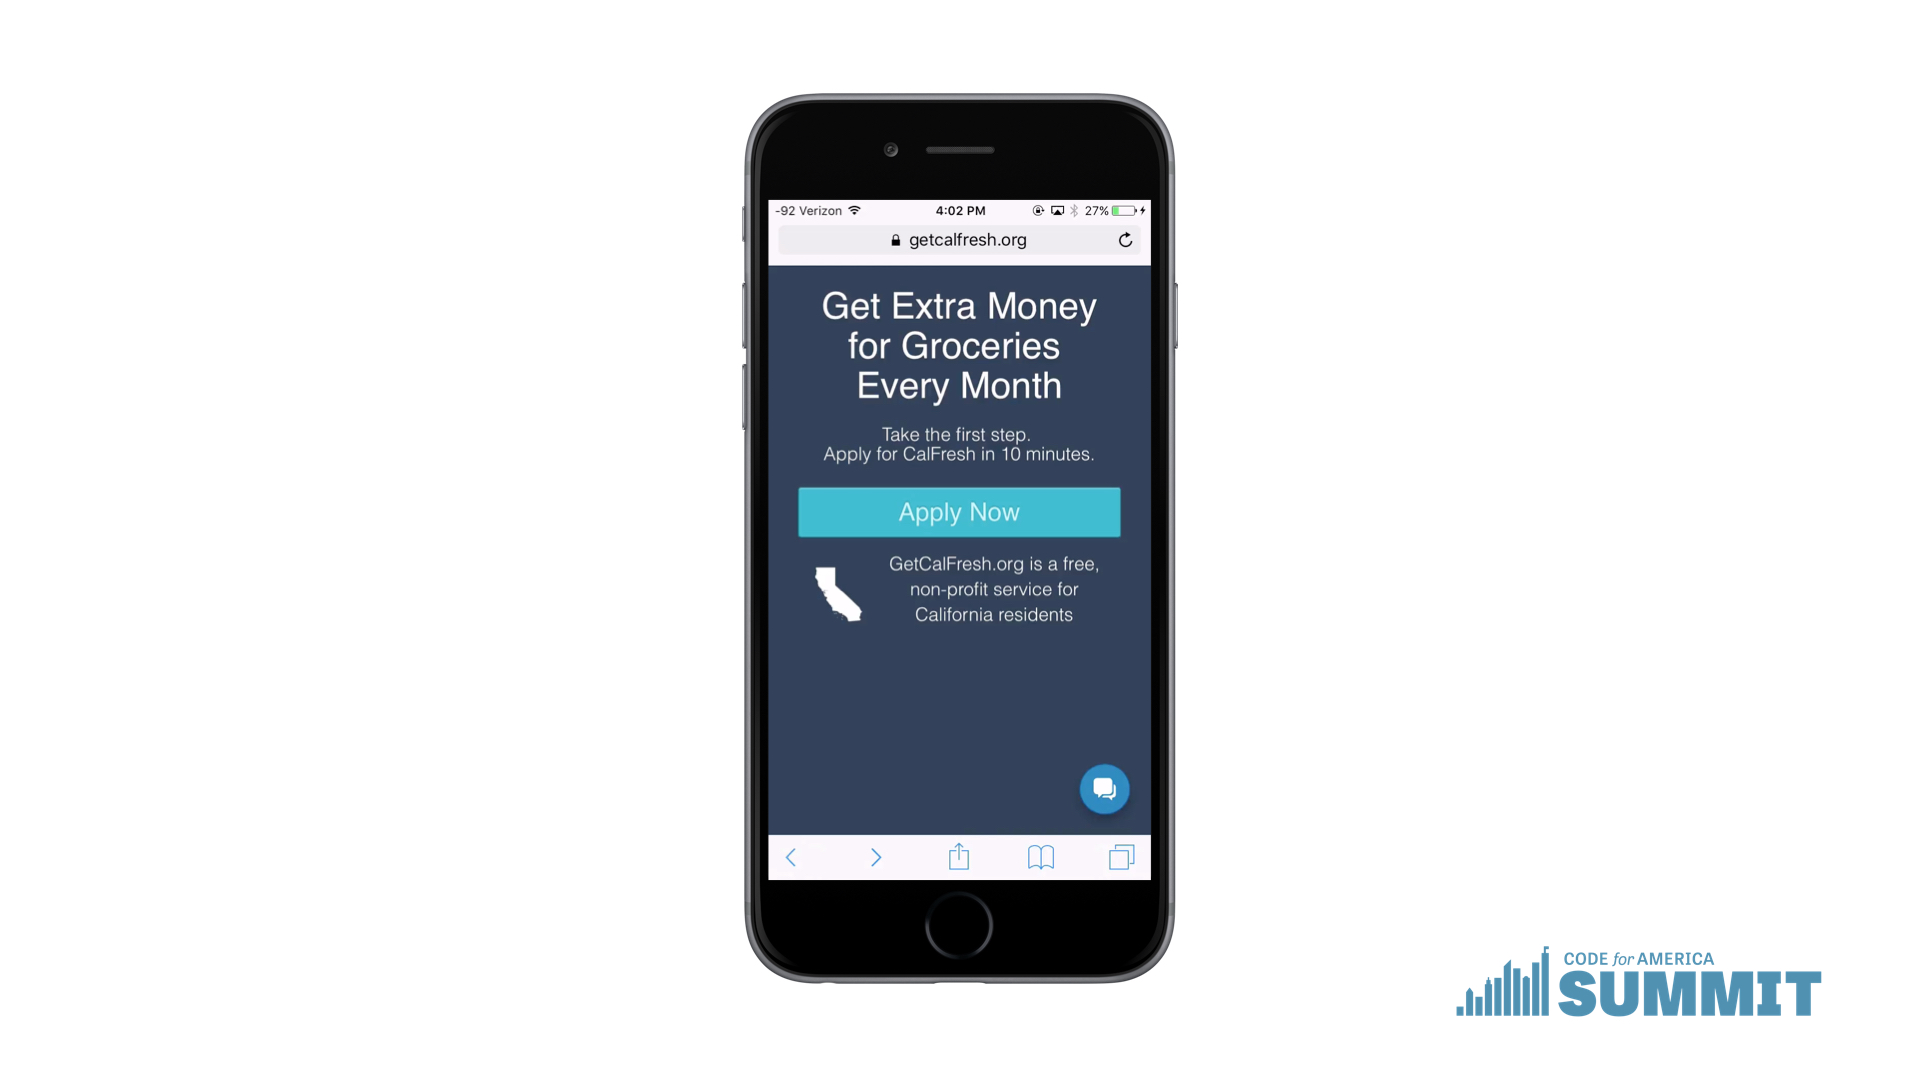 -92 Verizon 4:02 PM 27%
getcalfresh.org
Get Extra Money
for Groceries
Every Month
Take the first step.
Apply for CalFresh in 10 minutes.
Apply Now
GetCalFresh.org is a free,
non-profit service for
California residents
CODE for AMERICA
SUMMIT